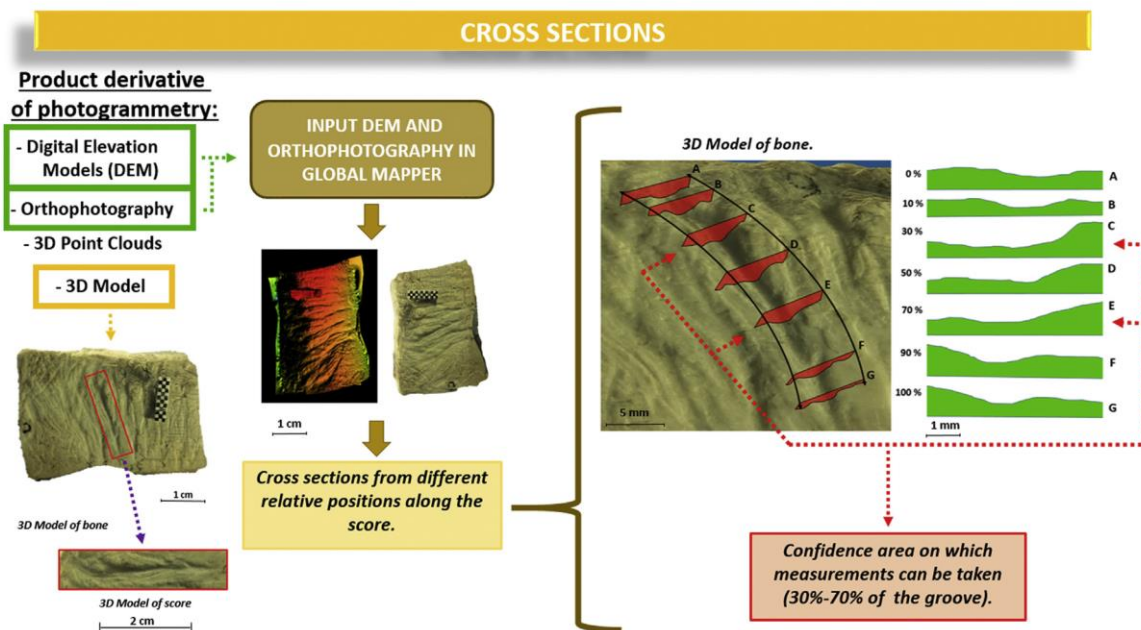 CROSS SECTIONS
Product derivative
of photogrammetry:
- Digital Elevation
Models (DEM)
- Orthophotography
- 3D Point Clouds
- 3D Model
1 cm
3D Model of bone
3D Model of score
2 cm
INPUT DEM AND
ORTHOPHOTOGRAPHY IN
GLOBAL MAPPER
1 cm
Cross sections from different
relative positions along the
score.
3D Model of bone.
A
B
C
D
E
F
G
5 mm
0 %
A
10 %
B
30 %
C
50 %
D
70 %
E
90 %
F
100 %
G
1 mm
Confidence area on which
measurements can be taken
(30%-70% of the groove).